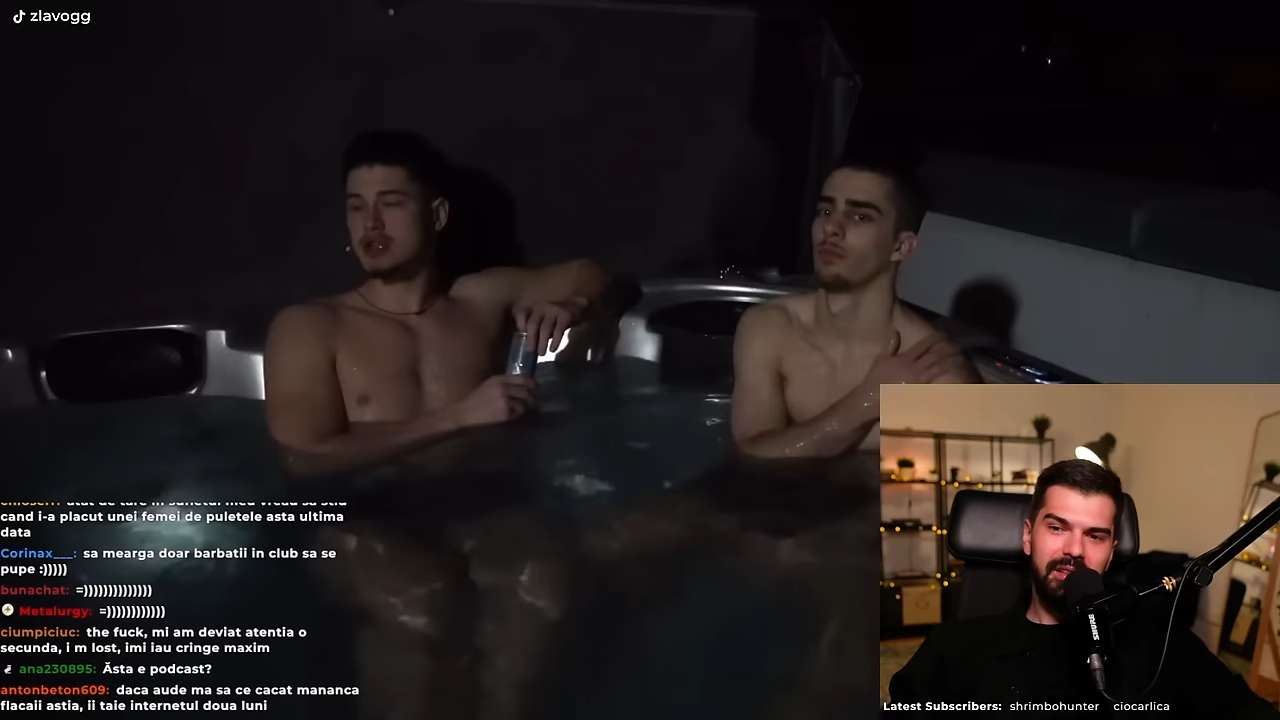 zlavogg
cand i-a placut unei femei de puletele asta ultima
data
Corinax___: sa mearga doar barbatii in club sa se
pupe :)))))
bunachat: =))))))))))))))
Metalurgy: =))))))))))))
ciumpiciuc: the fuck, mi am deviat atentia o
secunda, i m lost, imi iau cringe maxim
ana230895: Ăsta e podcast?
antonbeton609: daca aude ma sa ce cacat mananca
flacaii astia, ii taie internetul doua luni
SHURE
Latest Subscribers: shrimbohunter ciocarlica